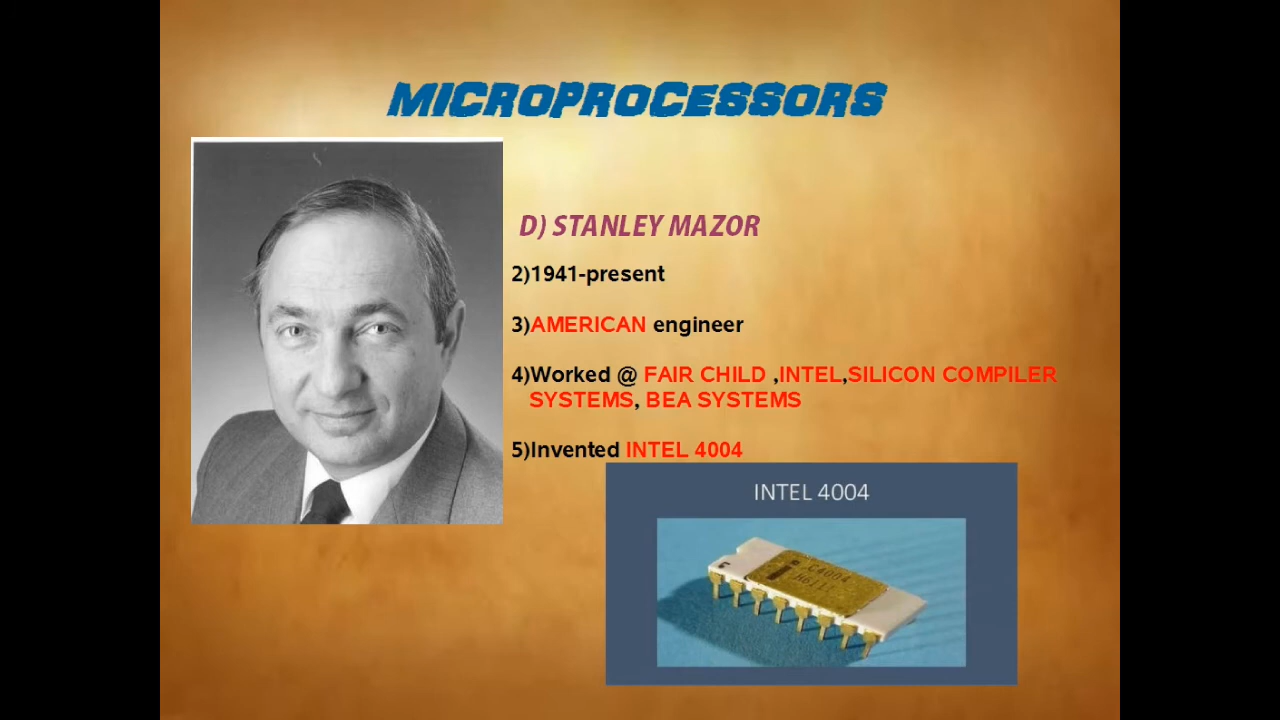 MICROPROCESSORS
D) STANLEY MAZOR
2)1941-present
3)AMERICAN engineer
4)Worked @ FAIR CHILD ,INTEL,SILICON COMPILER
SYSTEMS, BEA SYSTEMS
5)Invented INTEL 4004
INTEL 4004
C4004